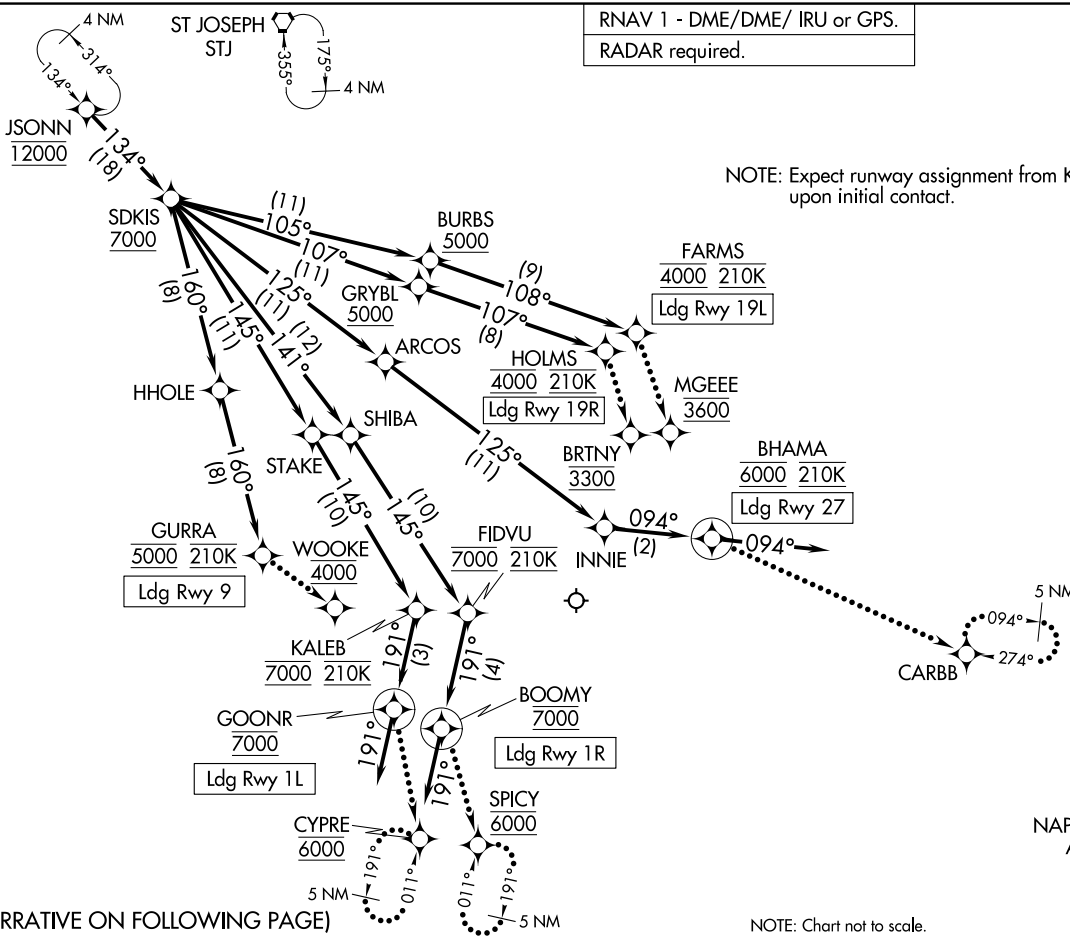 4 NM
314°
134°
ST JOSEPH
STJ
355°
175°
4 NM
RNAV 1 - DME/DME/ IRU or GPS.
RADAR required.
JSONN
12000
134°
(18)
NOTE: Expect runway assignment from K
upon initial contact.
SDKIS
7000
(11)
105°
BURBS
5000
107°
(11)
GRYBL
5000
(9)
108°
FARMS
4000 210K
Ldg Rwy 19L
107°
(8)
125°
(11)
ARCOS
HOLMS
4000 210K
Ldg Rwy 19R
MGEEE
3600
BRTNY
3300
160°
(8)
145°
(11)
141°
(12)
HHOLE
STAKE
SHIBA
125°
(11)
BHAMA
6000 210K
Ldg Rwy 27
160°
(8)
145°
(10)
145°
(10)
INNIE
094°
(2)
094°
GURRA
5000 210K
Ldg Rwy 9
WOOKE
4000
FIDVU
7000 210K
5 NM
094°
274°
CARBB
KALEB
7000 210K
191°
(3)
191°
(4)
GOONR
7000
Ldg Rwy 1L
191°
BOOMY
7000
Ldg Rwy 1R
191°
CYPRE
6000
SPICY
6000
191°
011°
5 NM
011°
191°
5 NM
NAP
A
RRATIVE ON FOLLOWING PAGE)
NOTE: Chart not to scale.